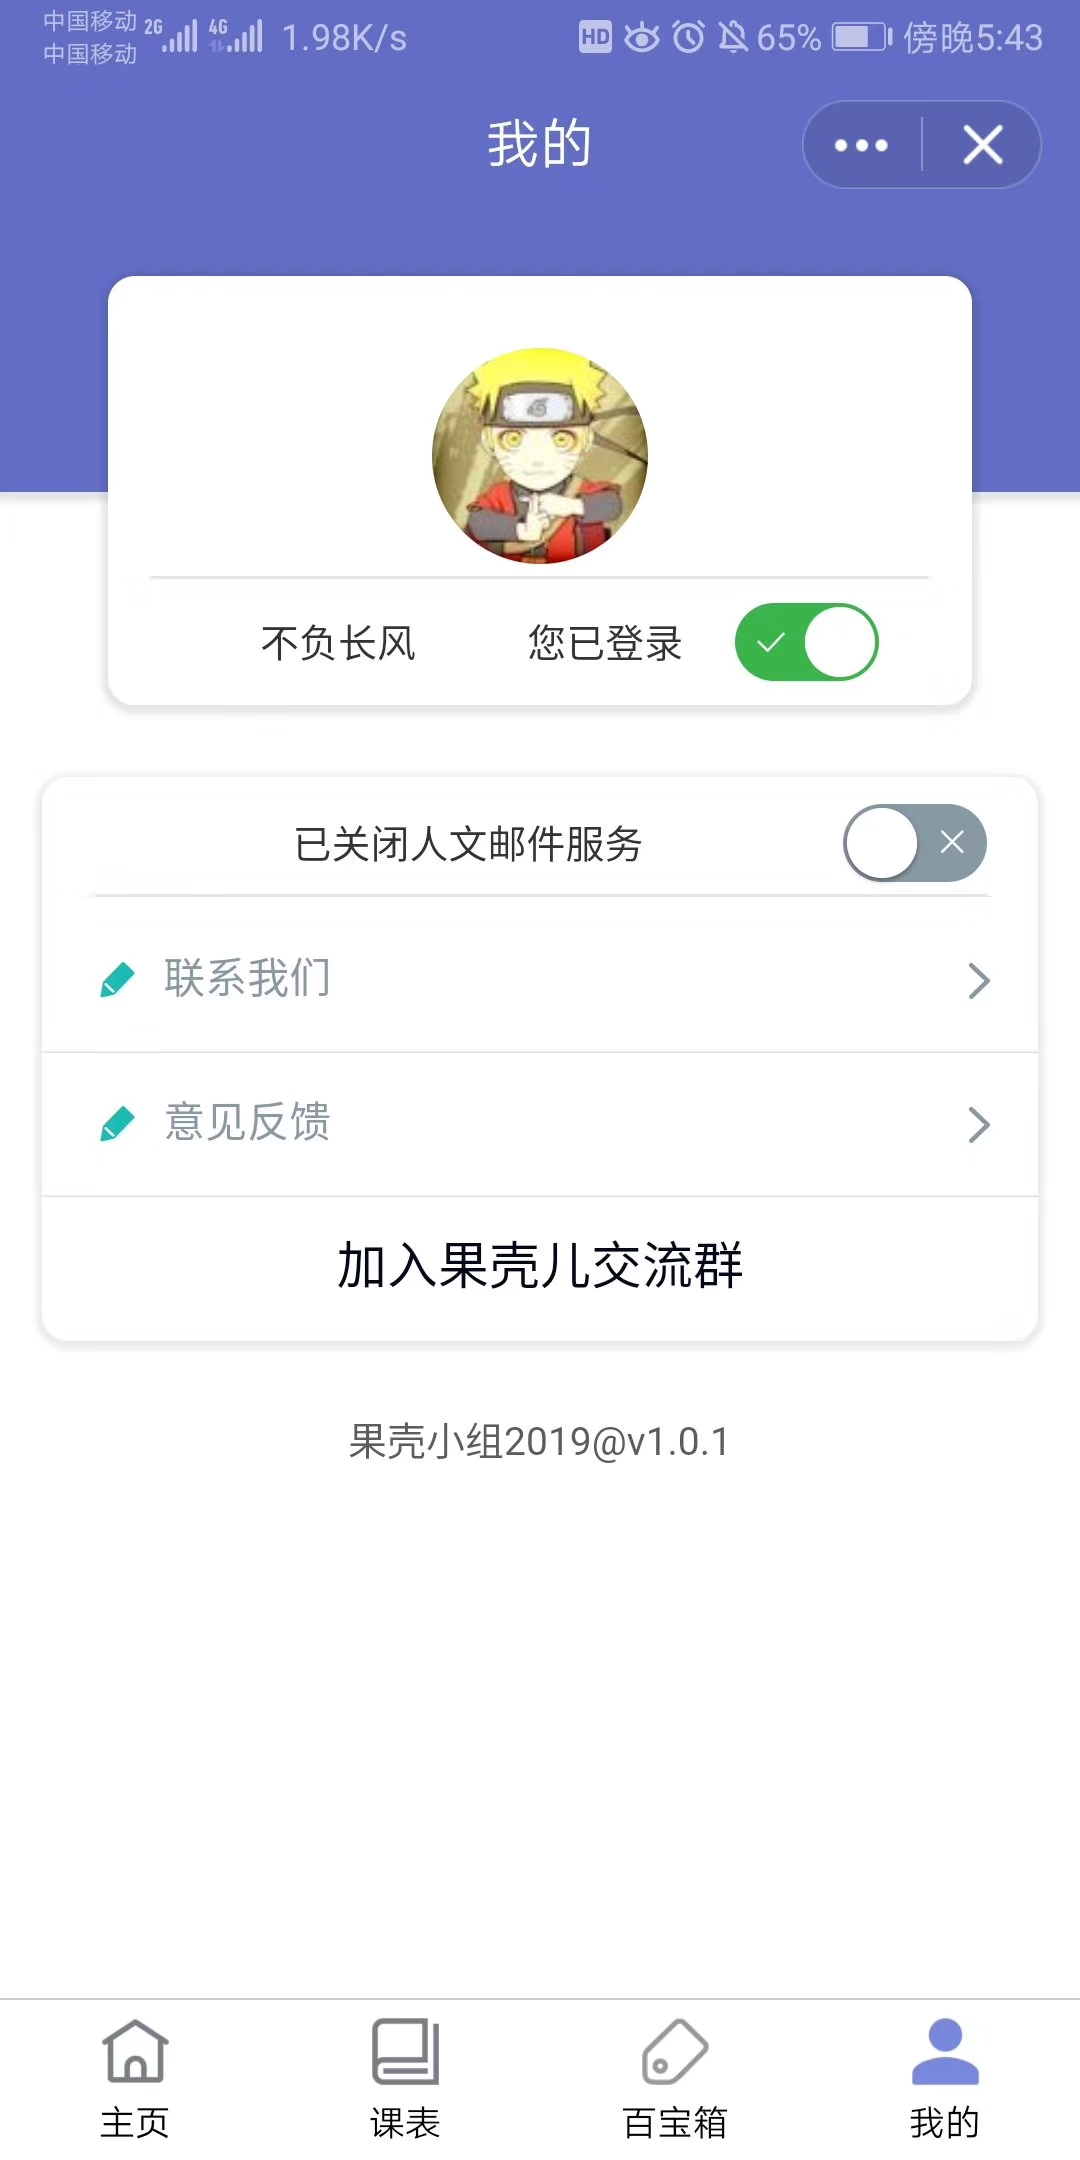 中国移动 2G 4G 1.98K/s HD 65% 傍晚5:43
中国移动
我的
不负长风 您已登录
已关闭人文邮件服务
联系我们
意见反馈
加入果壳儿交流群
果壳小组2019@v1.0.1
主页 课表 百宝箱 我的